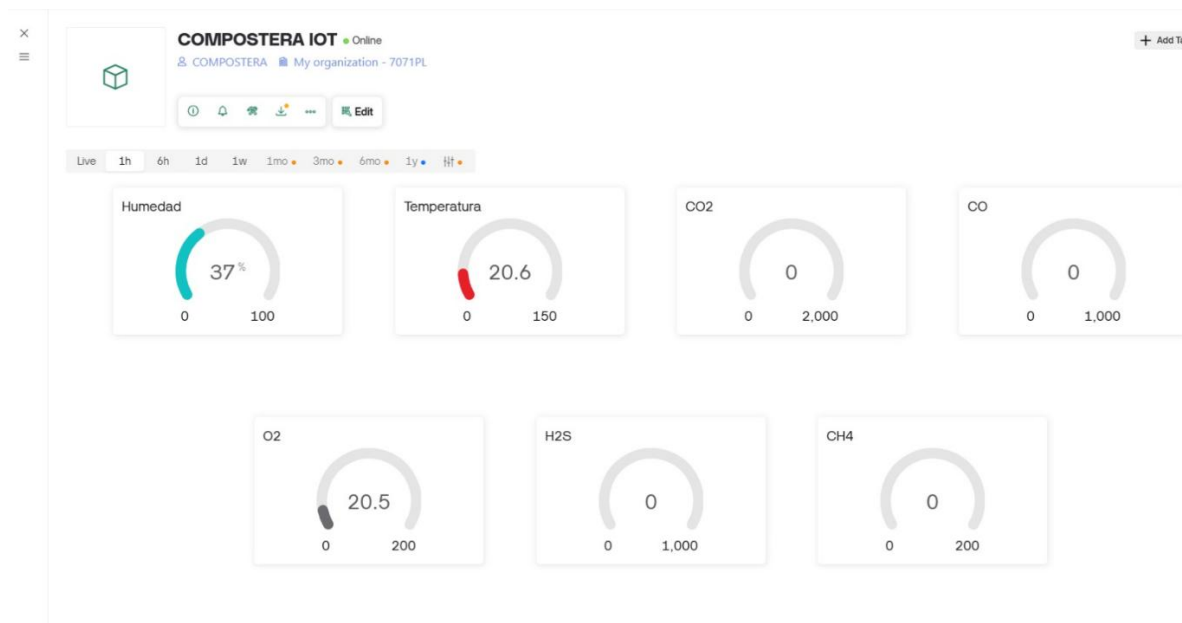 COMPOSTERA IOT Online
COMPOSTERA My organization - 7071PL
Edit
+ Add Ta
Live 1h 6h 1d 1w 1mo 3mo 6mo 1y
Humedad
37 %
0 100
Temperatura
20.6
0 150
CO2
0
0 2,000
CO
0
0 1,000
O2
20.5
0 200
H2S
0
0 1,000
CH4
0
0 200